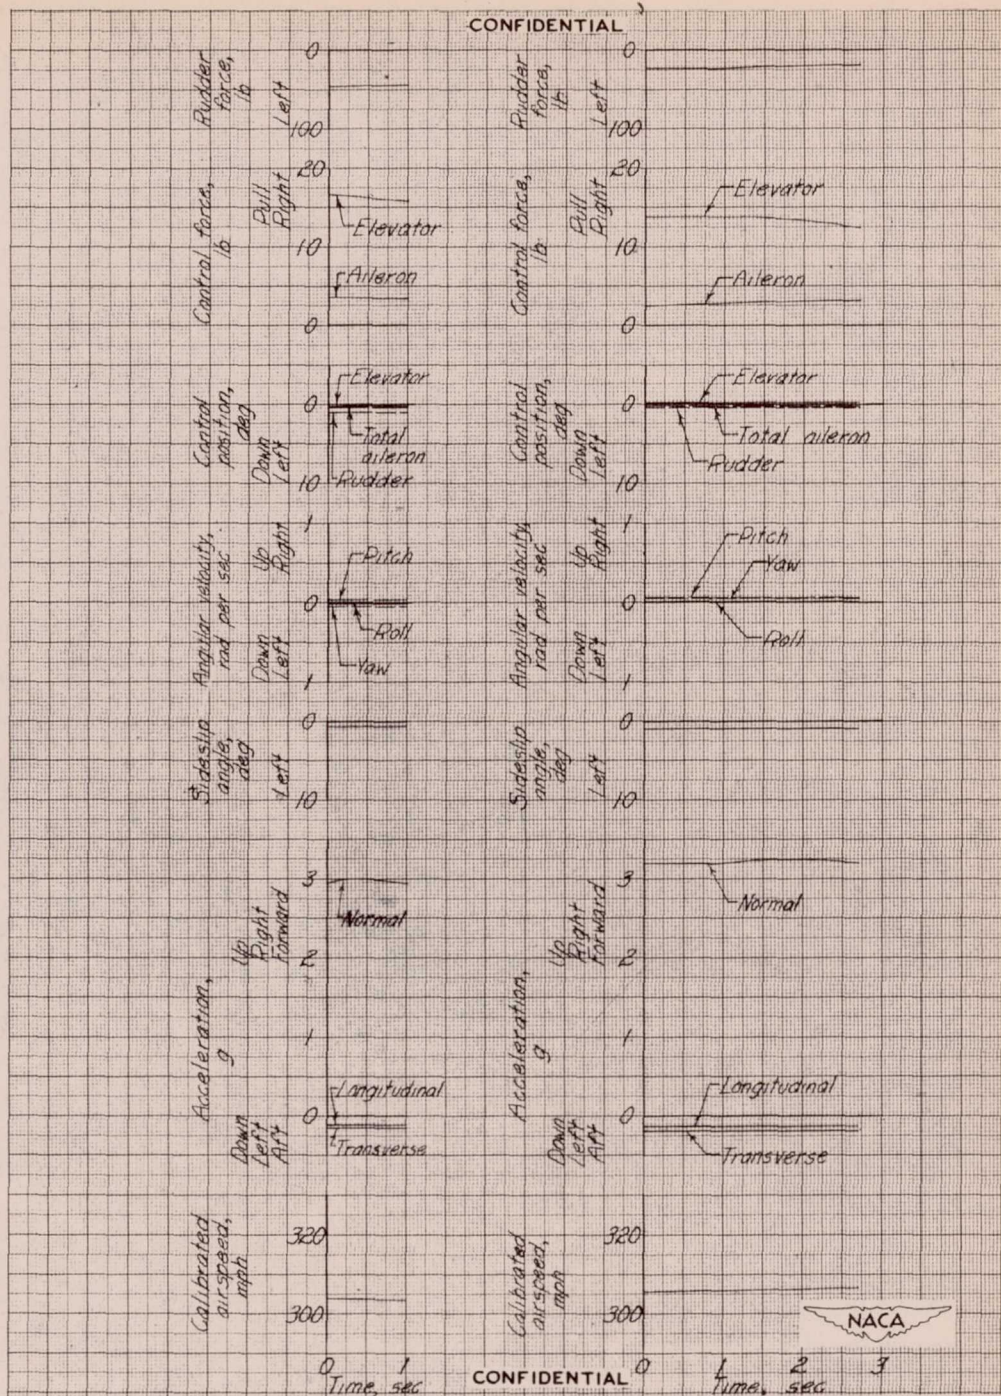 CONFIDENTIAL
Rudder
force,
lb
Left
0
100
Control force,
lb
Pull
Right
20
10
0
Elevator
Aileron
Control
position,
deg
Down
Left
0
10
Elevator
Total
aileron
Rudder
Angular velocity,
rad per sec
Up
Right
Down
Left
1
0
1
Pitch
Roll
Yaw
Sideslip
angle,
deg
Left
0
10
Acceleration,
g
Up
Right
Forward
Down
Left
Aft
3
2
1
0
Normal
Longitudinal
Transverse
Calibrated
airspeed,
mph
320
300
0 1
Time, sec
Rudder
force,
lb
Left
0
100
Control force,
lb
Pull
Right
20
10
0
Elevator
Aileron
Control
position,
deg
Down
Left
0
10
Elevator
Total aileron
Rudder
Angular velocity,
rad per sec
Up
Right
Down
Left
1
0
1
Pitch
Yaw
Roll
Sideslip
angle,
deg
Left
0
10
Acceleration,
g
Up
Right
Forward
Down
Left
Aft
3
2
1
0
Normal
Longitudinal
Transverse
Calibrated
airspeed,
mph
320
300
0 1 2 3
Time, sec
NACA
CONFIDENTIAL